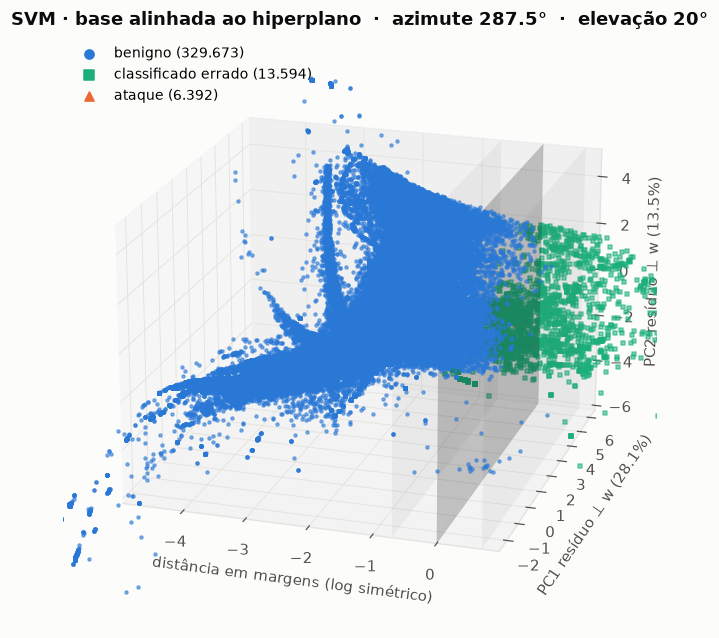 SVM · base alinhada ao hiperplano · azimute 287.5° · elevação 20°
benigno (329.673)
classificado errado (13.594)
ataque (6.392)
4
2
0
−2
−4
−6
PC2 resíduo ⊥ w (13.5%)
6
5
4
3
2
1
0
−1
−2
PC1 resíduo ⊥ w (28.1%)
−4
−3
−2
−1
0
distância em margens (log simétrico)